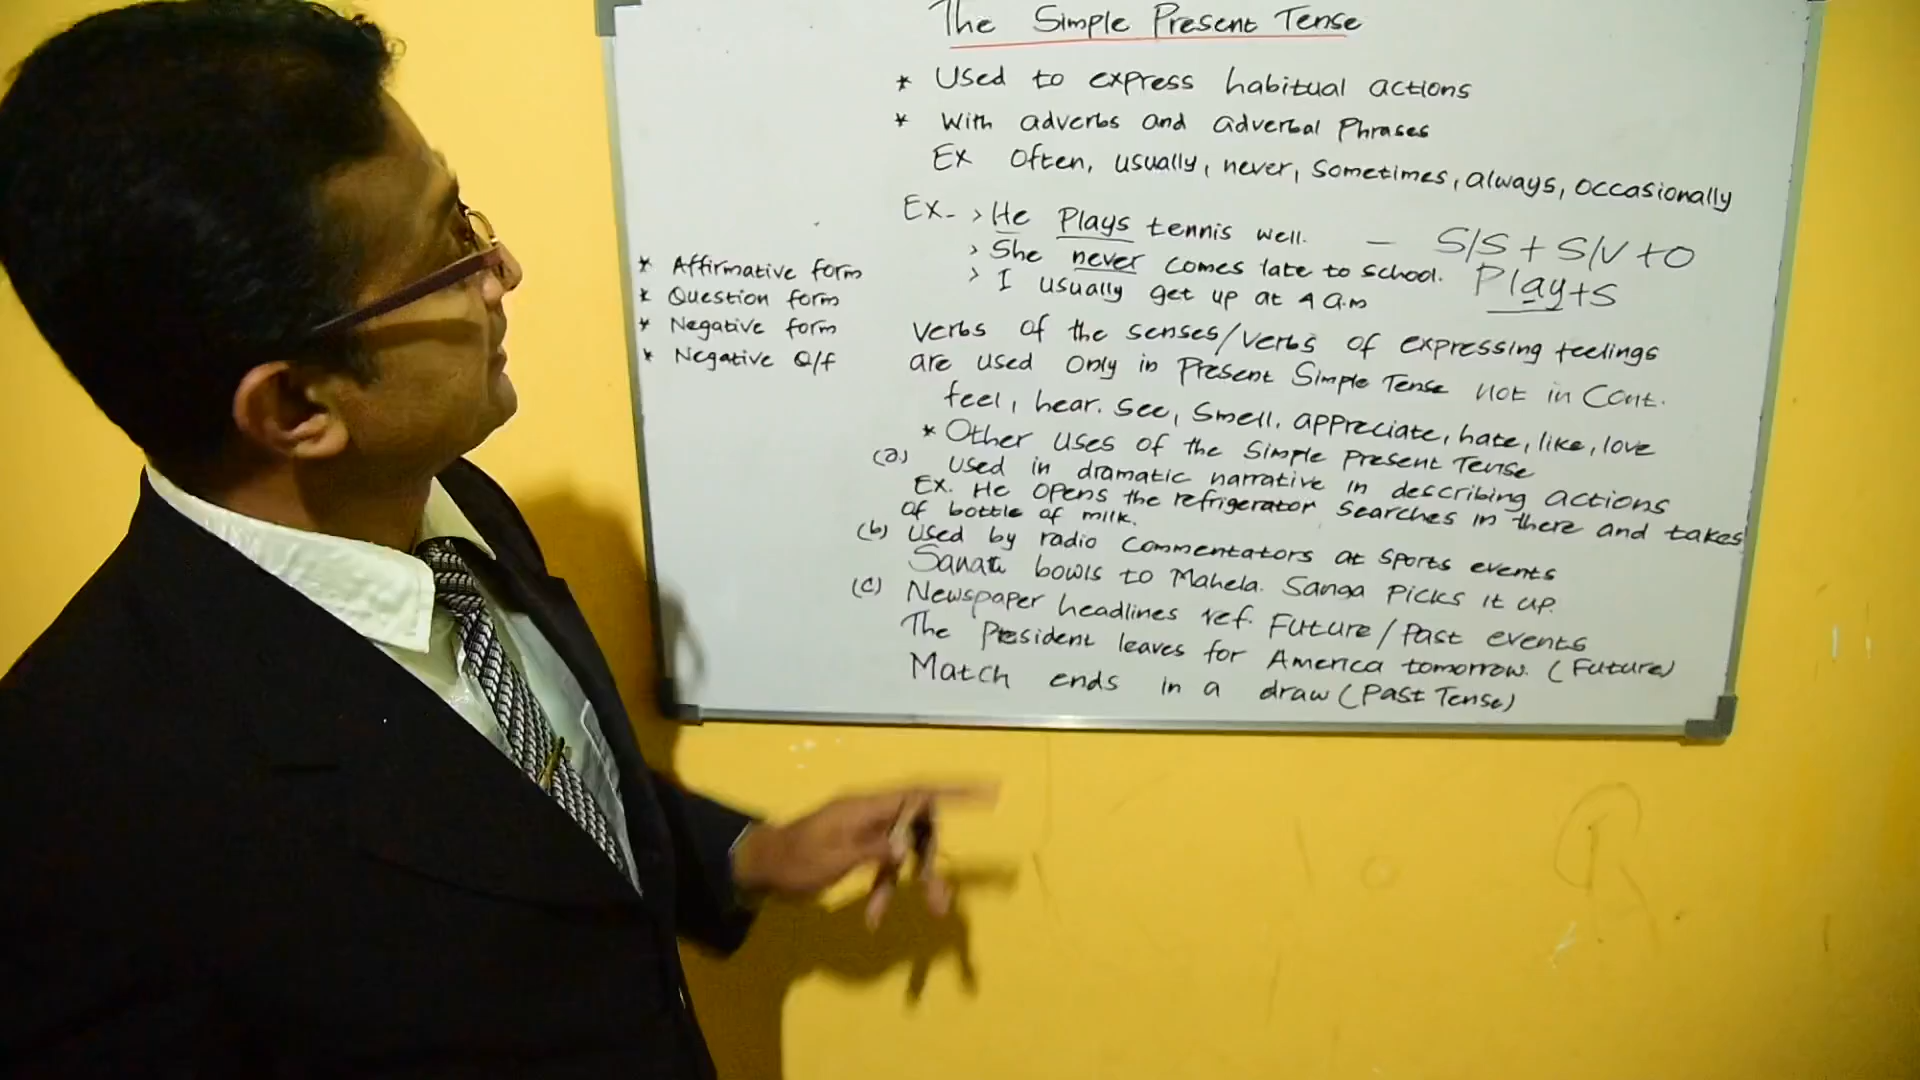 The Simple Present Tense
* Used to express habitual actions
* With adverbs and adverbal Phrases
Ex Often, usually, never, Sometimes, always, occasionally
Ex- > He Plays tennis well. — S/S + S/V + O
> She never comes late to school. Play+S
> I usually get up at 4 a.m
* Affirmative form
* Question form
* Negative form
* Negative Q/f
Verbs of the senses/verbs of expressing feelings
are used only in Present Simple Tense not in Cont.
feel, hear. see, Smell, appreciate, hate, like, love
* Other uses of the Simple Present Tense
(a) used in dramatic narrative in describing actions
Ex. He opens the refrigerator searches in there and takes
of bottle of milk.
(b) Used by radio commentators at sports events
bowls to Mahela. Sanga Picks it up.
(c) Newspaper headlines ref. Future/Past events
The President leaves for America tomorrow. (Future)
Match ends in a draw (Past Tense)